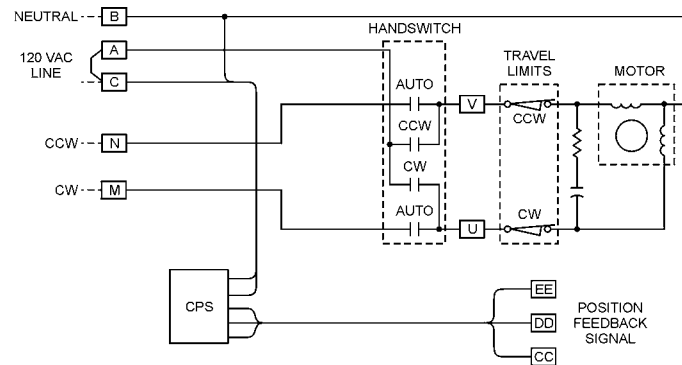 NEUTRAL B
HANDSWITCH
A
120 VAC
LINE
C
TRAVEL
LIMITS
MOTOR
AUTO
V
CCW
CCW
CCW N
CW
CW M
AUTO
CW
U
CPS
EE
DD
CC
POSITION
FEEDBACK
SIGNAL